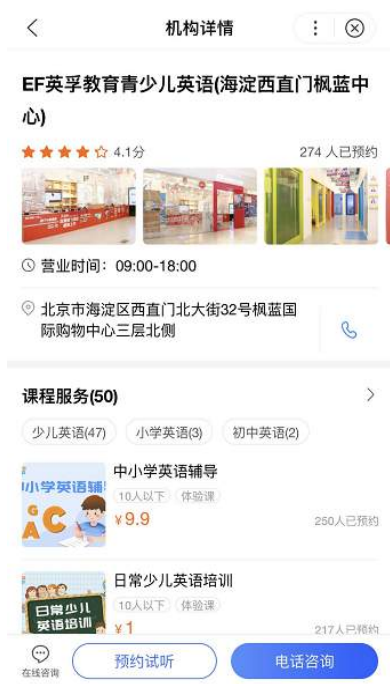 机构详情
EF英孚教育青少儿英语(海淀西直门枫蓝中
心)
4.1分
274 人已预约
营业时间：09:00-18:00
北京市海淀区西直门北大街32号枫蓝国
际购物中心三层北侧
课程服务(50)
少儿英语(47) 小学英语(3) 初中英语(2)
小学英语辅
G
A C
中小学英语辅导
10人以下 体验课
¥9.9
250人已预约
日常少儿
英语培训
日常少儿英语培训
10人以下 体验课
¥1
217人已预约
在线咨询
预约试听
电话咨询